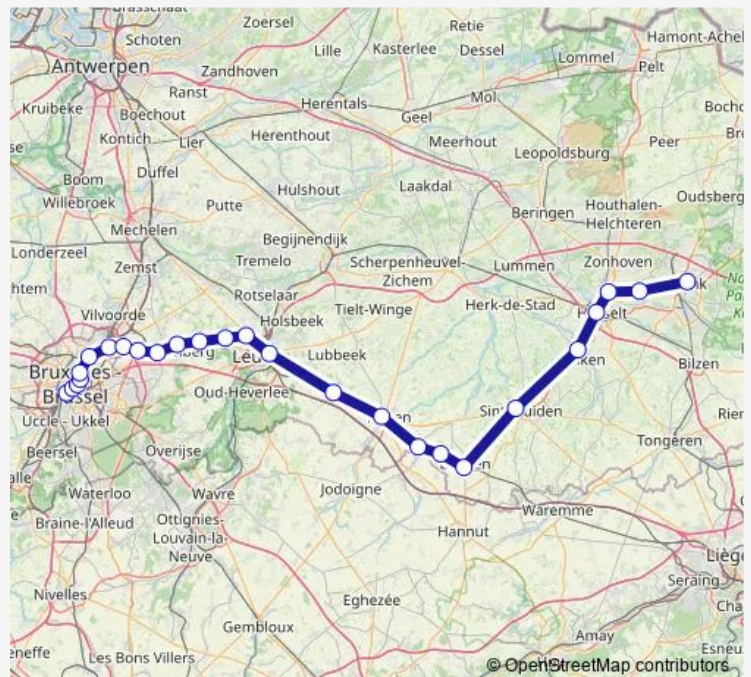 Zoersel
Retie
Schoten
Lille
Kasterlee
Dessel
Hamont-Achel
Lommel
Antwerpen
Zandhoven
Pelt
Ranst
Herentals
Mol
Kruibeke
Boechout
Geel
Kontich
Lier
Herenthout
Meerhout
Peer
Leopoldsburg
Boom
Duffel
Hulshout
Laakdal
Willebroek
Putte
Houthalen-
Helchteren
Oudsberg
Beringen
Mechelen
Begijnendijk
Londerzeel
Zemst
Tremelo
Scherpenheuvel-
Zichem
Lummen
Zonhoven
Rotselaar
Tielt-Winge
Herk-de-Stad
Vilvoorde
Holsbeek
Lubbeek
Bilzen
Oud-Heverlee
Uccle - Ukkel
Beersel
Overijse
Tongeren
Waterloo
Wavre
Jodoigne
Braine-l'Alleud
Ottignies-
Louvain-la-
Neuve
Waremme
Hannut
Seraing
Nivelles
Eghezée
Gembloux
Amay
Les Bons Villers
© OpenStreetMap contributors